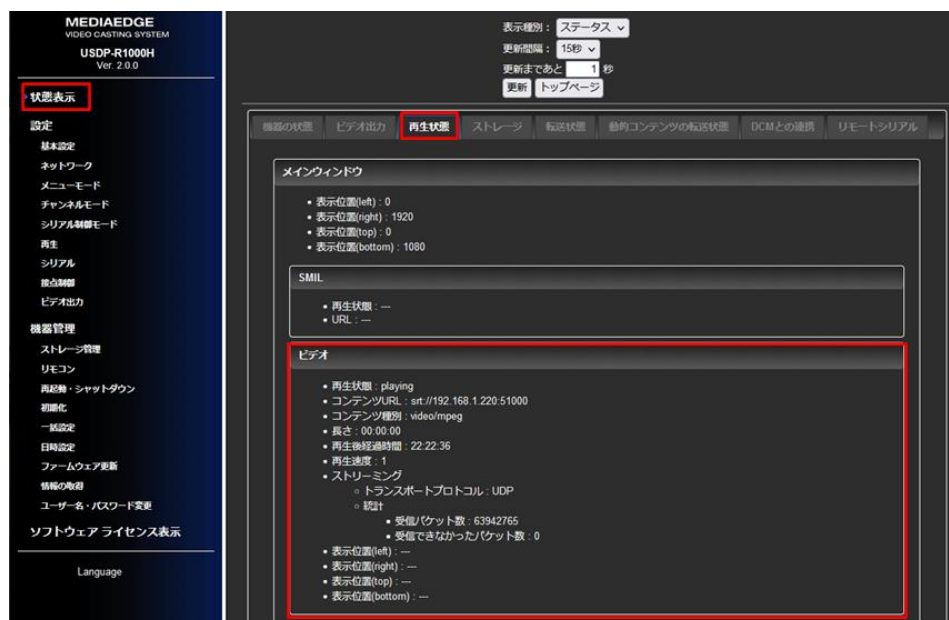 MEDIAEDGE
VIDEO CASTING SYSTEM
USDP-R1000H
Ver. 2.0.0
状態表示
設定
基本設定
ネットワーク
メニューモード
チャンネルモード
シリアル制御モード
再生
シリアル
接点制御
ビデオ出力
機器管理
ストレージ管理
リモコン
再起動・シャットダウン
初期化
一括設定
日時設定
ファームウェア更新
情報の取得
ユーザー名・パスワード変更
ソフトウェア ライセンス表示
Language
表示種別： ステータス
更新間隔： 15秒
更新まであと 1 秒
更新 トップページ
機器の状態 ビデオ出力 再生状態 ストレージ 転送状態 動的コンテンツの転送状態 DCMとの連携 リモートシリアル
メインウィンドウ
• 表示位置(left) : 0
• 表示位置(right) : 1920
• 表示位置(top) : 0
• 表示位置(bottom) : 1080
SMIL
• 再生状態 : ---
• URL : ---
ビデオ
• 再生状態 : playing
• コンテンツURL : srt://192.168.1.220:51000
• コンテンツ種別 : video/mpeg
• 長さ : 00:00:00
• 再生後経過時間 : 22:22:36
• 再生速度 : 1
• ストリーミング
○ トランスポートプロトコル : UDP
○ 統計
▪ 受信パケット数 : 63942765
▪ 受信できなかったパケット数 : 0
• 表示位置(left) : ---
• 表示位置(right) : ---
• 表示位置(top) : ---
• 表示位置(bottom) : ---